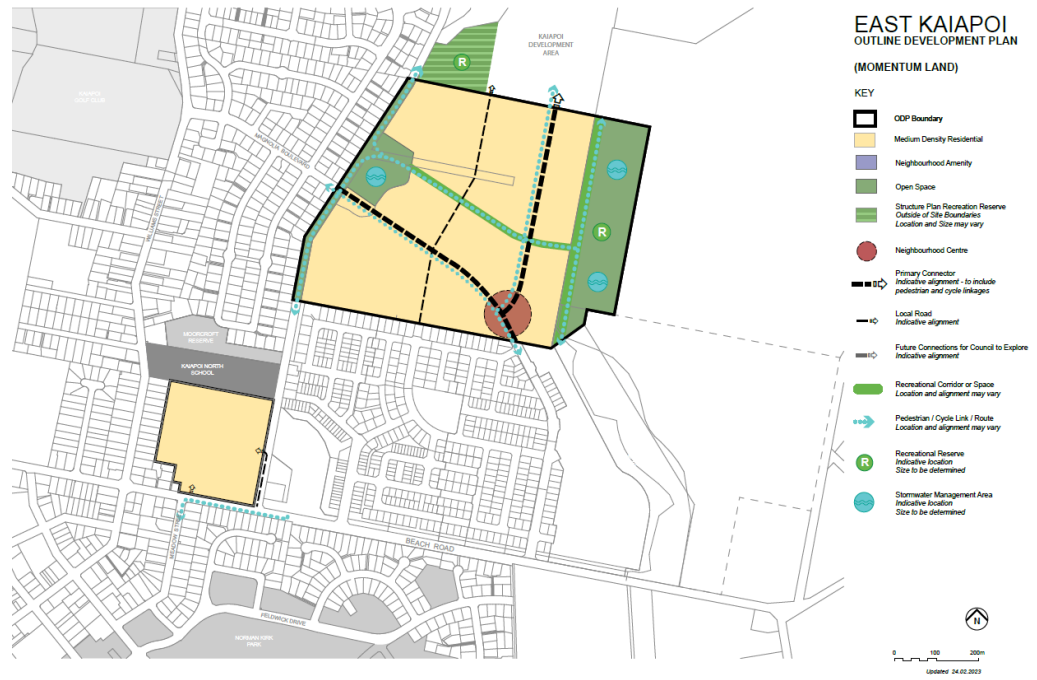 EAST KAIAPOI
OUTLINE DEVELOPMENT PLAN
(MOMENTUM LAND)
KEY
ODP Boundary
Medium Density Residential
Neighbourhood Amenity
Open Space
Structure Plan Recreation Reserve
Outside of Site Boundaries
Location and Size may vary
Neighbourhood Centre
Primary Connector
Indicative alignment - to include
pedestrian and cycle linkages
Local Road
Indicative alignment
Future Connections for Council to Explore
Indicative alignment
Recreational Corridor or Space
Location and alignment may vary
Pedestrian / Cycle Link / Route
Location and alignment may vary
R
Recreational Reserve
Indicative location
Size to be determined
Stormwater Management Area
Indicative location
Size to be determined
N
0 100 200m
Updated 24.02.2023
KAIAPOI
DEVELOPMENT
AREA
R
KAIAPOI
GOLF CLUB
MAGNOLIA BOULEVARD
WILLIAMS STREET
R
MOORCROFT
RESERVE
KAIAPOI NORTH
SCHOOL
MEADOW STREET
BEACH ROAD
FELDWICK DRIVE
NORMAN KIRK
PARK